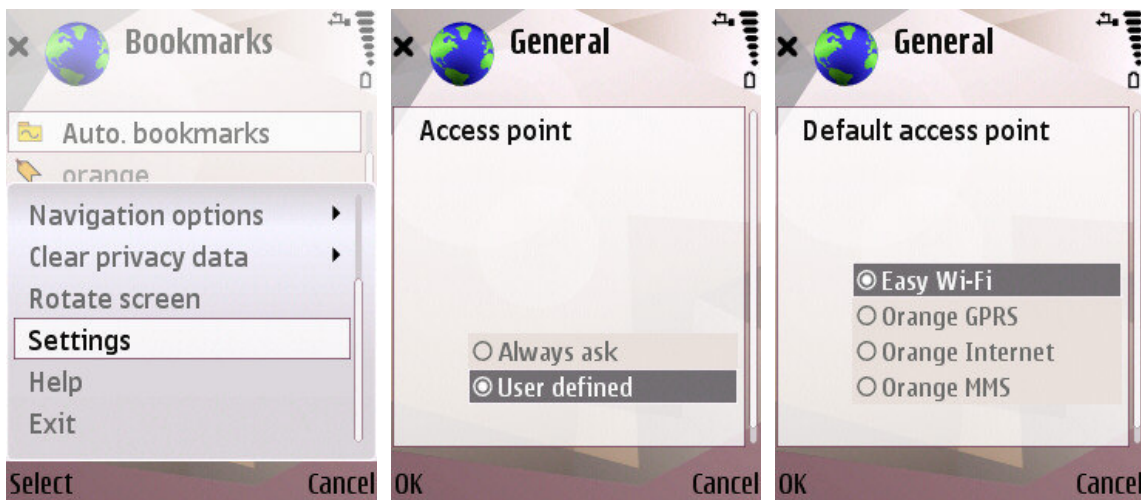 Bookmarks
Auto. bookmarks
orange
Navigation options
Clear privacy data
Rotate screen
Settings
Help
Exit
Select Cancel
General
Access point
Always ask
User defined
OK Cancel
General
Default access point
Easy Wi-Fi
Orange GPRS
Orange Internet
Orange MMS
OK Cancel